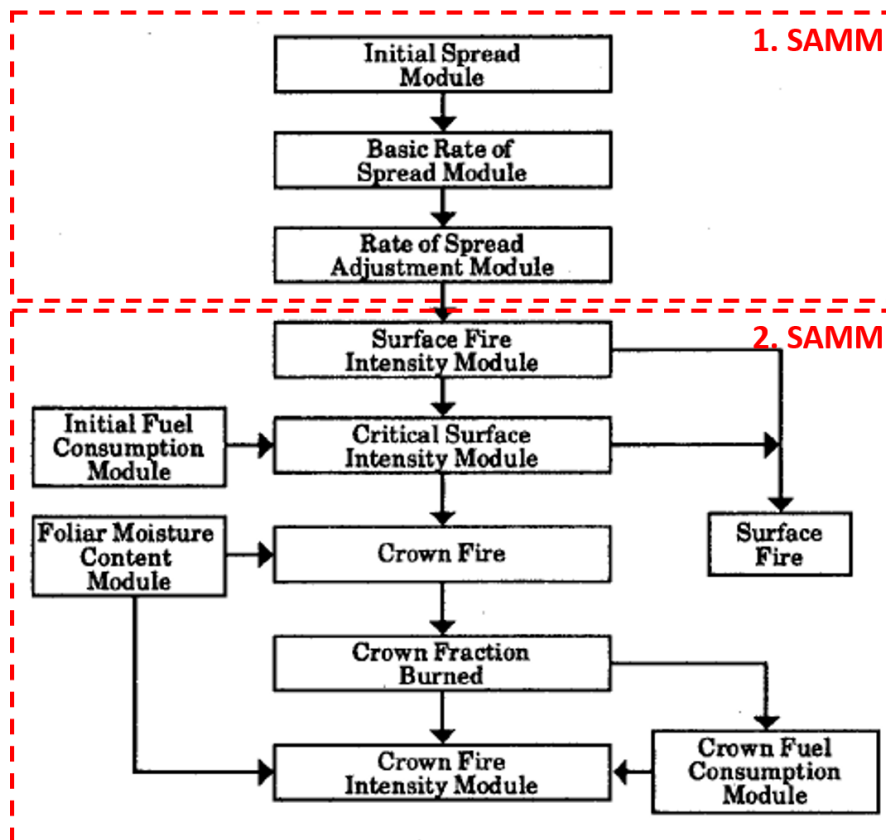 1. SAMM
Initial Spread
Module
Basic Rate of
Spread Module
Rate of Spread
Adjustment Module
2. SAMM
Surface Fire
Intensity Module
Initial Fuel
Consumption
Module
Critical Surface
Intensity Module
Foliar Moisture
Content
Module
Crown Fire
Surface
Fire
Crown Fraction
Burned
Crown Fire
Intensity Module
Crown Fuel
Consumption
Module